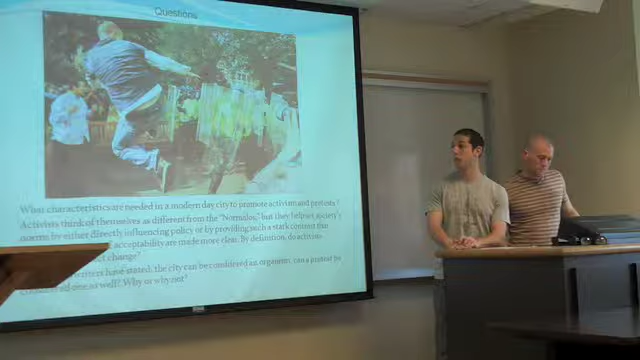 Questions
What characteristics are needed in a modern day city to promote activism and protests?
Activists think of themselves as different from the "Normalos," but they help set society's
norms by either directly influencing policy or by providing such a stark contrast that
acceptability are made more clear. By definition, do activists
change?"
have stated, the city can be considered an organism, can a protest be
one as well? Why or why not?